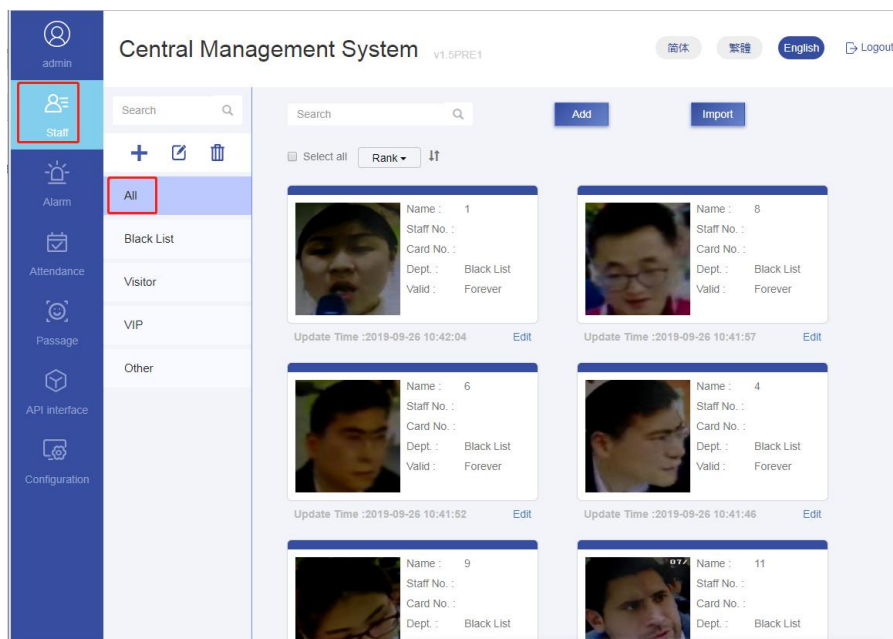 admin
Central Management System v1.5PRE1
简体 繁體 English Logout
Staff
Alarm
Attendance
Passage
API interface
Configuration
Search
All
Black List
Visitor
VIP
Other
Search
Add
Import
Select all Rank
Name : 1
Staff No. :
Card No. :
Dept. : Black List
Valid : Forever
Update Time :2019-09-26 10:42:04 Edit
Name : 8
Staff No. :
Card No. :
Dept. : Black List
Valid : Forever
Update Time :2019-09-26 10:41:57 Edit
Name : 6
Staff No. :
Card No. :
Dept. : Black List
Valid : Forever
Update Time :2019-09-26 10:41:52 Edit
Name : 4
Staff No. :
Card No. :
Dept. : Black List
Valid : Forever
Update Time :2019-09-26 10:41:46 Edit
Name : 9
Staff No. :
Card No. :
Dept. : Black List
07/
Name : 11
Staff No. :
Card No. :
Dept. : Black List